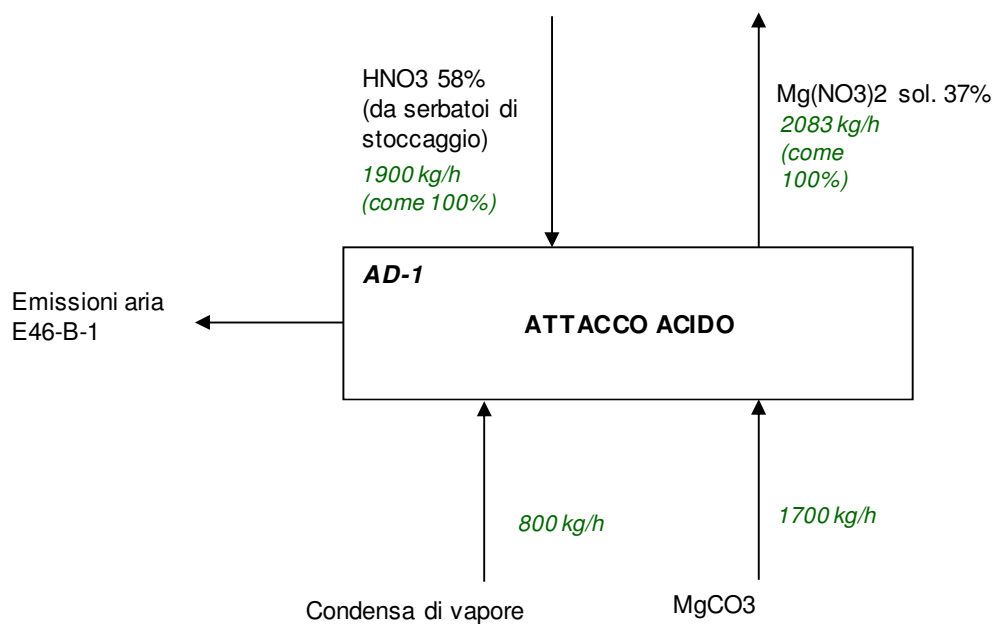 HNO3 58%
(da serbatoi di
stoccaggio)
1900 kg/h
(come 100%)
Mg(NO3)2 sol. 37%
2083 kg/h
(come
100%)
AD-1
ATTACCO ACIDO
Emissioni aria
E46-B-1
800 kg/h
1700 kg/h
Condensa di vapore
MgCO3